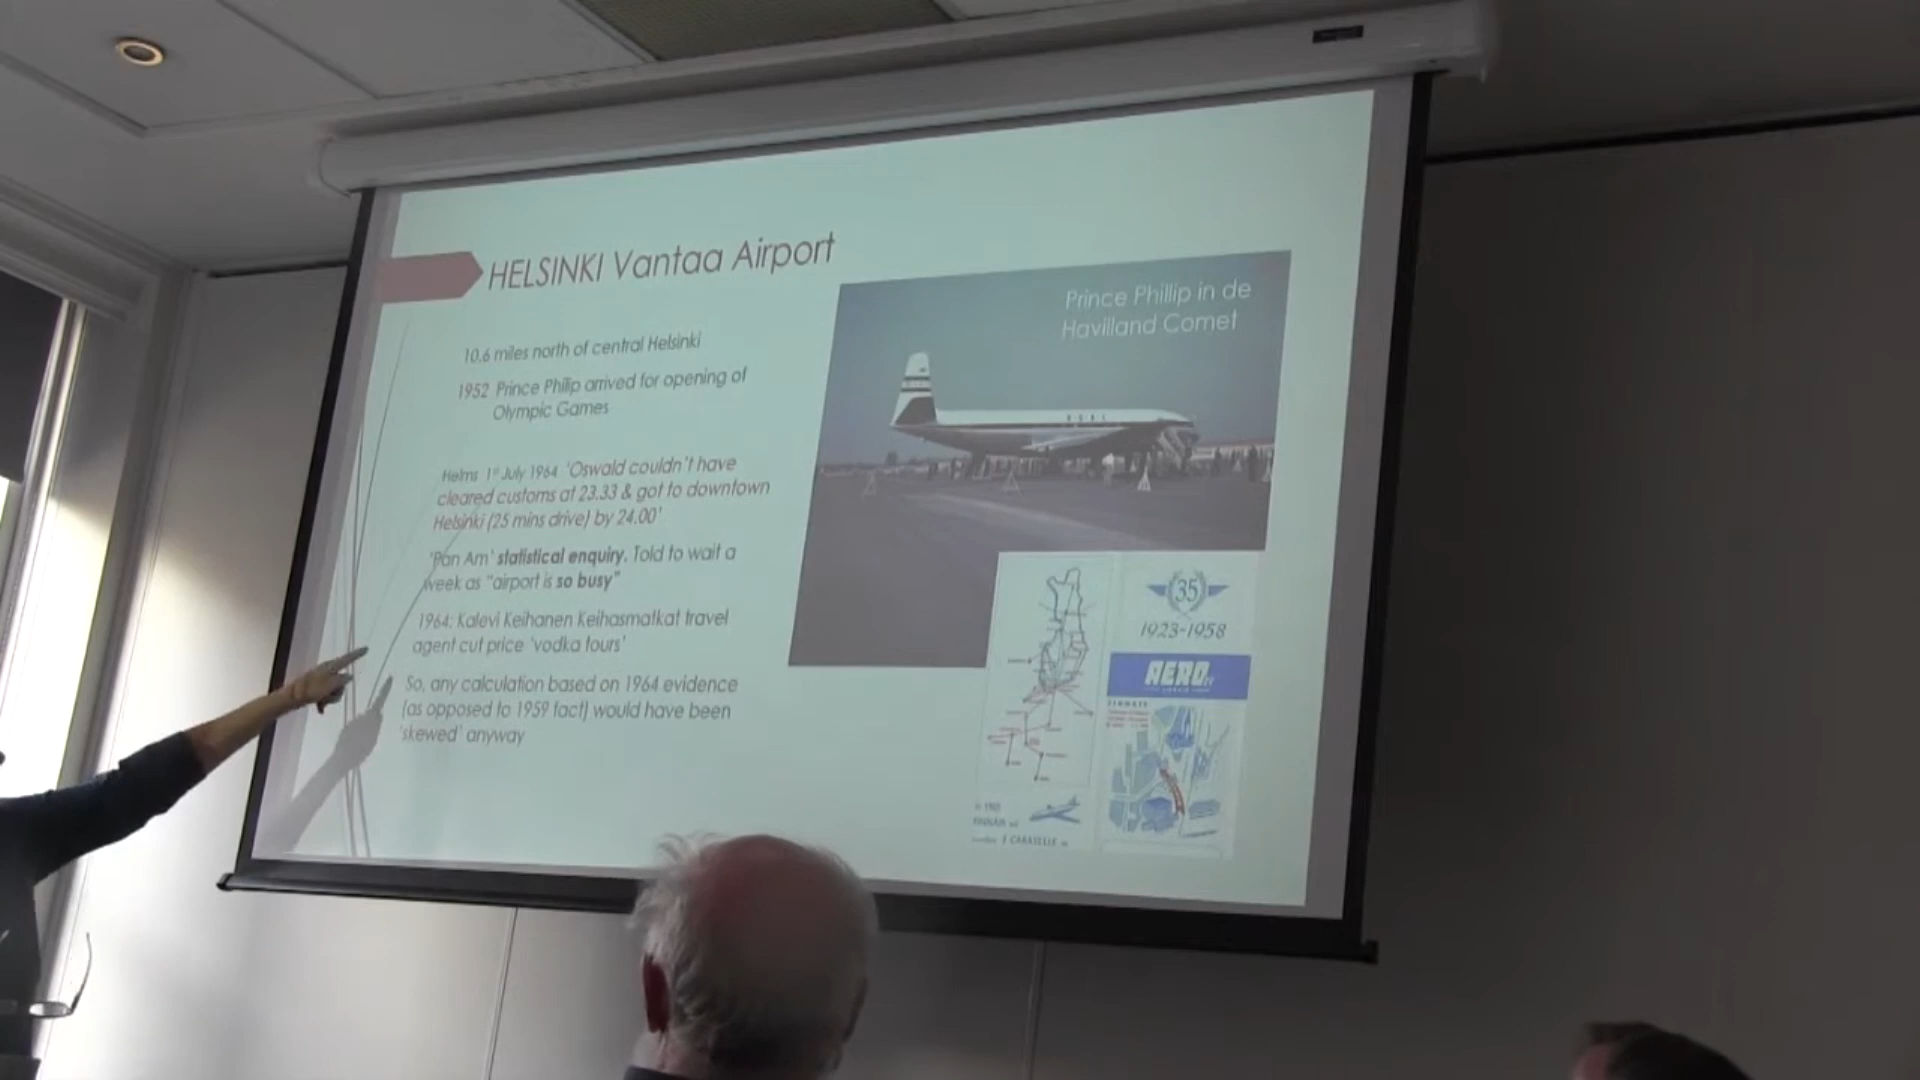 HELSINKI Vantaa Airport
10.6 miles north of central Helsinki
1952 Prince Philip arrived for opening of
Olympic Games
Helms 1st July 1964 'Oswald couldn't have
cleared customs at 23.33 & got to downtown
Helsinki (25 mins drive) by 24.00'
'Pan Am' statistical enquiry. Told to wait a
week as "airport is so busy"
1964: Kalevi Keihanen Keihasmatkat travel
agent cut price 'vodka tours'
So, any calculation based on 1964 evidence
(as opposed to 1959 fact) would have been
'skewed' anyway
Prince Phillip in de
Havilland Comet
35
1923-1958
AERO
CARAVELLE